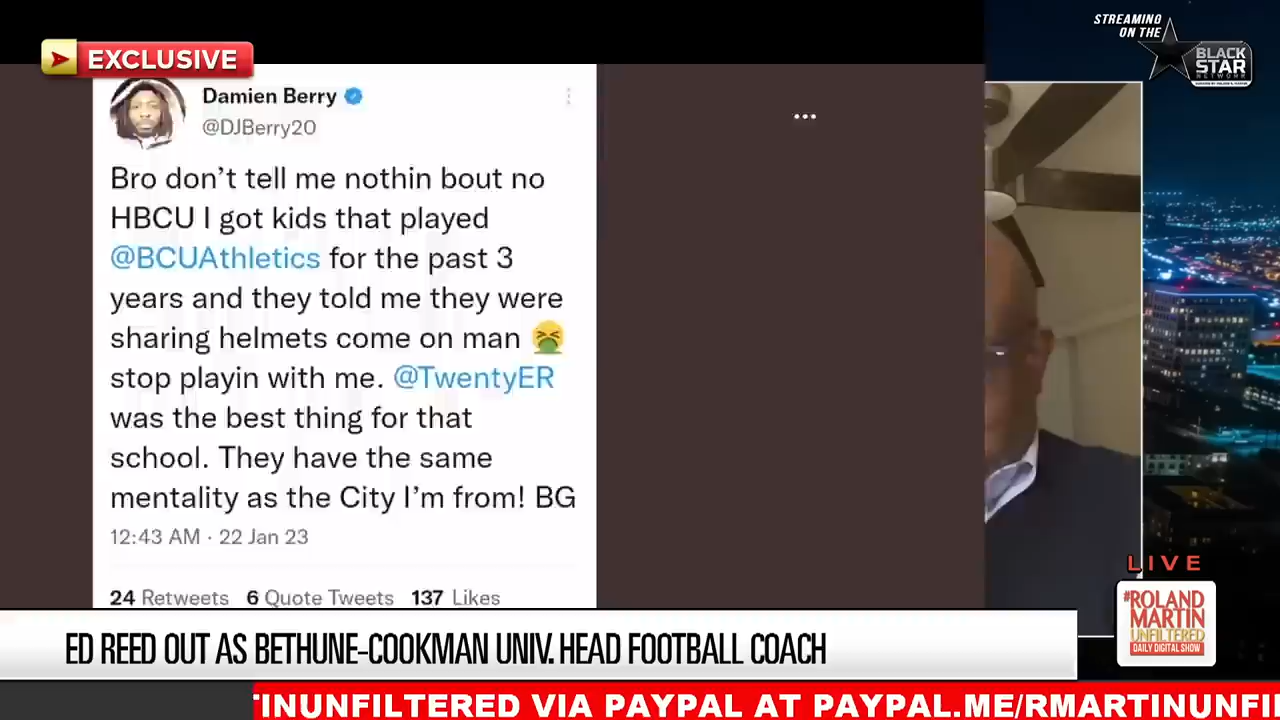 STREAMING
ON THE
BLACK
STAR
NETWORK
EXCLUSIVE
Damien Berry
@DJBerry20
Bro don't tell me nothin bout no
HBCU I got kids that played
@BCUAthletics for the past 3
years and they told me they were
sharing helmets come on man 🤮
stop playin with me. @TwentyER
was the best thing for that
school. They have the same
mentality as the City I'm from! BG
12:43 AM · 22 Jan 23
24 Retweets 6 Quote Tweets 137 Likes
LIVE
#ROLAND
MARTIN
UNFILTERED
DAILY DIGITAL SHOW
ED REED OUT AS BETHUNE-COOKMAN UNIV. HEAD FOOTBALL COACH
TINUNFILTERED VIA PAYPAL AT PAYPAL.ME/RMARTINUNFI